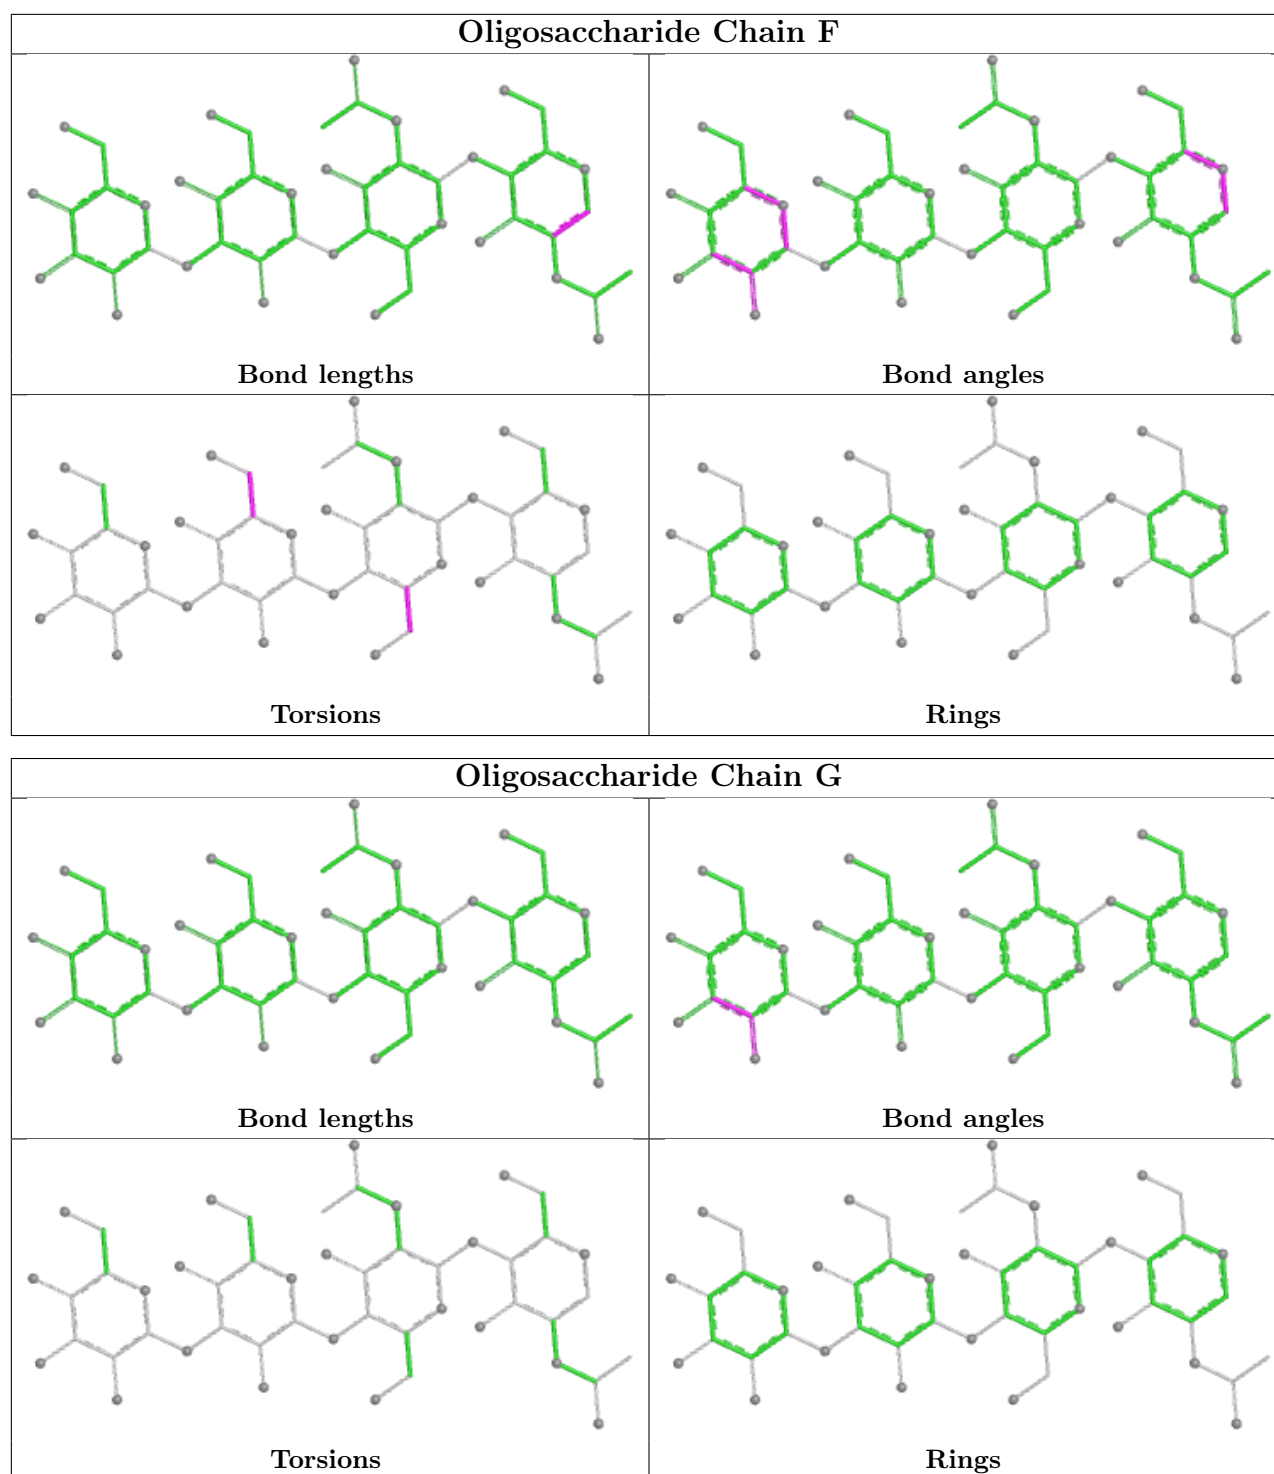 Oligosaccharide Chain F
Bond lengths
Bond angles
Torsions
Rings
Oligosaccharide Chain G
Bond lengths
Bond angles
Torsions
Rings